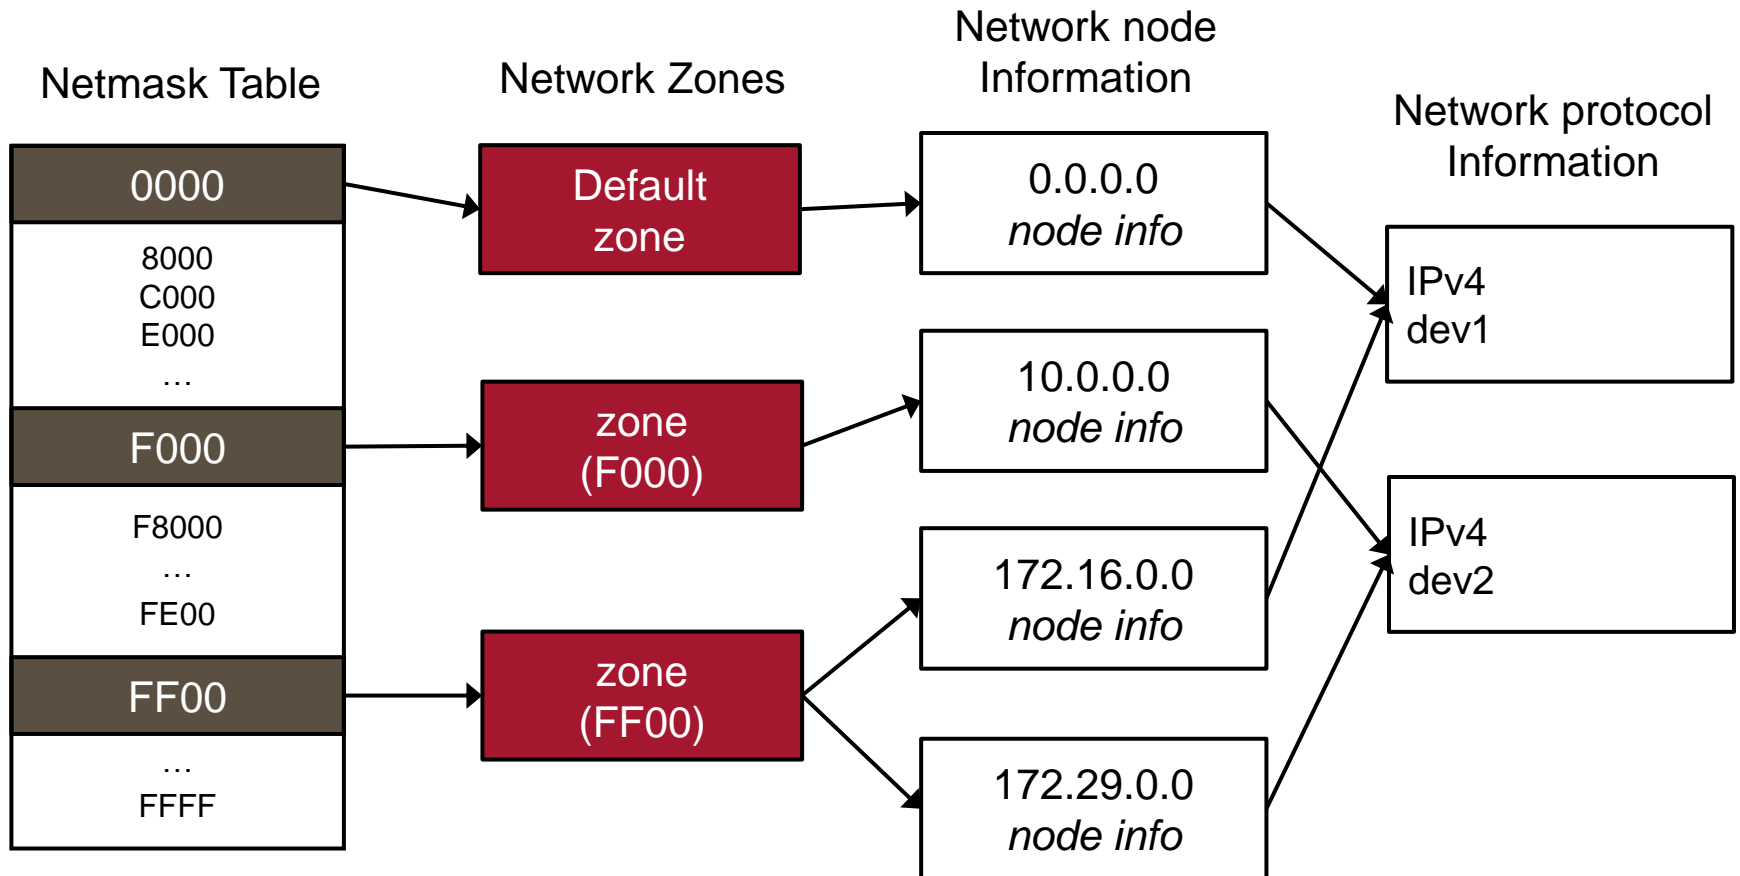 Netmask Table
0000
8000
C000
E000
…
F000
F8000
…
FE00
FF00
…
FFFF
Network Zones
Default
zone
zone
(F000)
zone
(FF00)
Network node
Information
0.0.0.0
node info
10.0.0.0
node info
172.16.0.0
node info
172.29.0.0
node info
Network protocol
Information
IPv4
dev1
IPv4
dev2